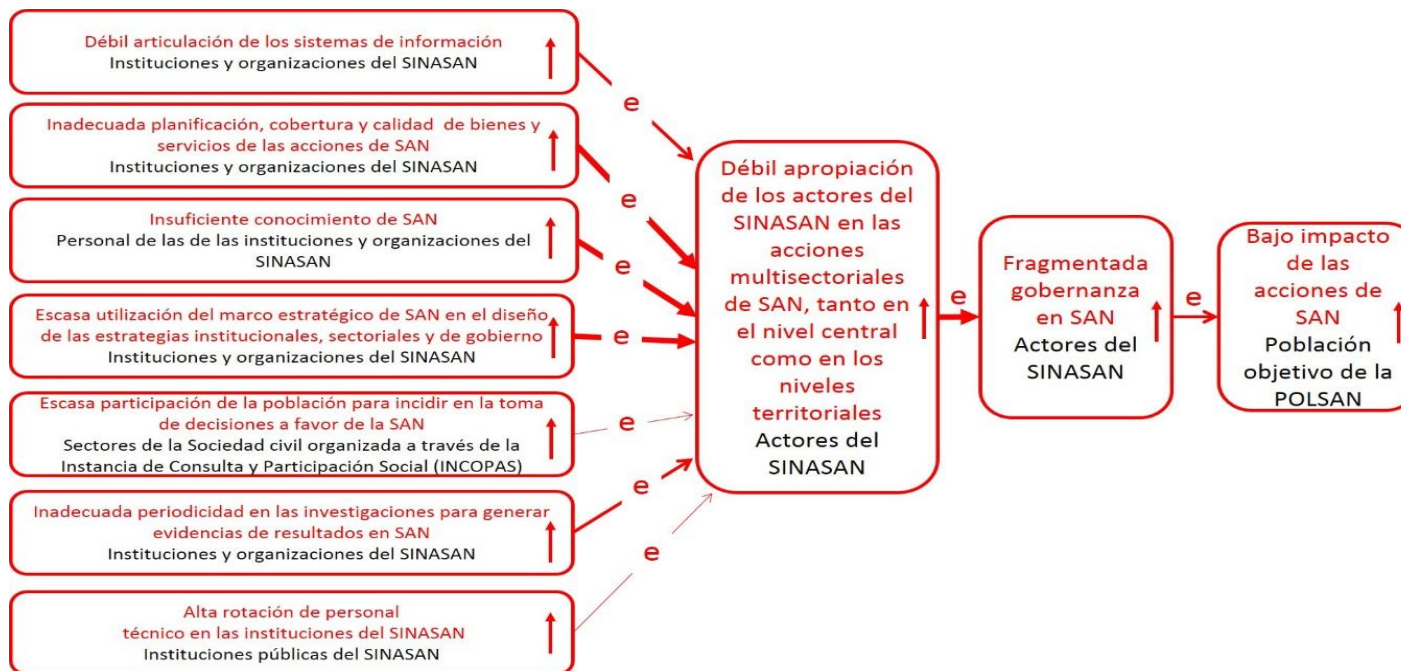 Débil articulación de los sistemas de información
Instituciones y organizaciones del SINASAN
Inadecuada planificación, cobertura y calidad de bienes y
servicios de las acciones de SAN
Instituciones y organizaciones del SINASAN
Insuficiente conocimiento de SAN
Personal de las de las instituciones y organizaciones del
SINASAN
Escasa utilización del marco estratégico de SAN en el diseño
de las estrategias institucionales, sectoriales y de gobierno
Instituciones y organizaciones del SINASAN
Escasa participación de la población para incidir en la toma
de decisiones a favor de la SAN
Sectores de la Sociedad civil organizada a través de la
Instancia de Consulta y Participación Social (INCOPAS)
Inadecuada periodicidad en las investigaciones para generar
evidencias de resultados en SAN
Instituciones y organizaciones del SINASAN
Alta rotación de personal
técnico en las instituciones del SINASAN
Instituciones públicas del SINASAN
e
e
e
e
e
e
e
Débil apropiación
de los actores del
SINASAN en las
acciones
multisectoriales
de SAN, tanto en
el nivel central
como en los
niveles
territoriales
Actores del
SINASAN
e
Fragmentada
gobernanza
en SAN
Actores del
SINASAN
e
Bajo impacto
de las
acciones de
SAN
Población
objetivo de la
POLSAN